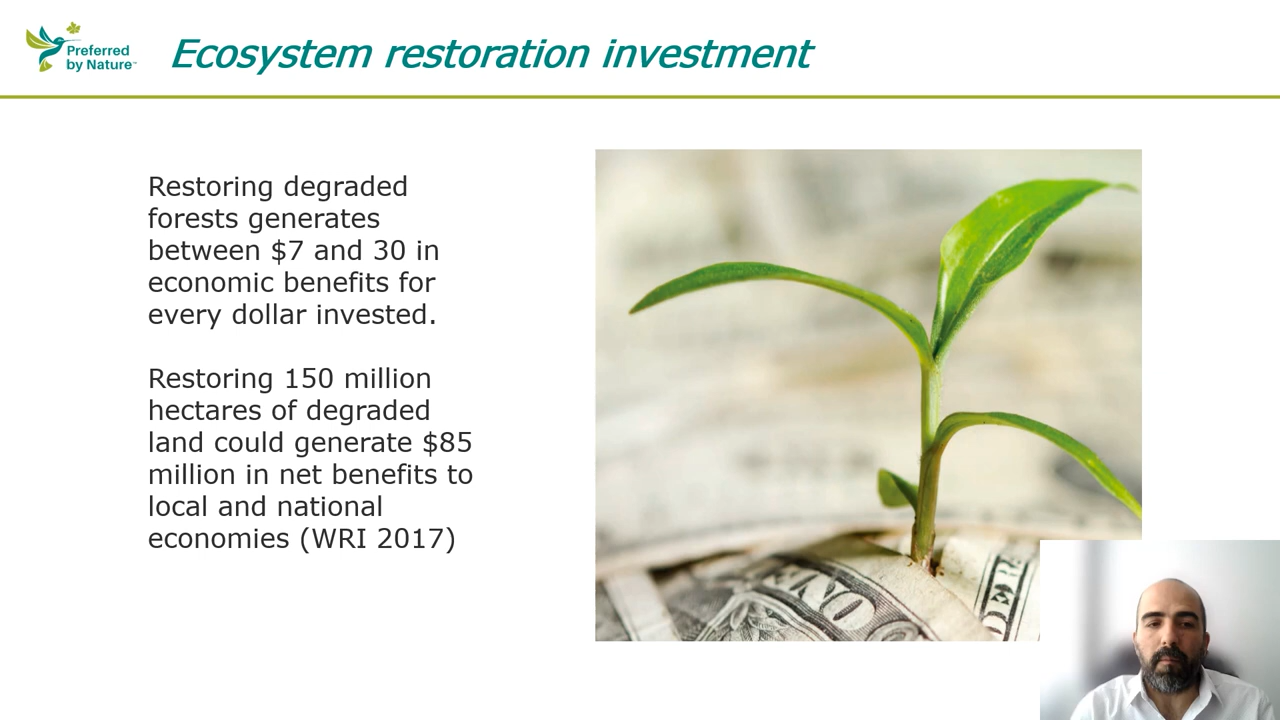 Preferred
by Nature™
Ecosystem restoration investment
Restoring degraded
forests generates
between $7 and 30 in
economic benefits for
every dollar invested.
Restoring 150 million
hectares of degraded
land could generate $85
million in net benefits to
local and national
economies (WRI 2017)
ONE